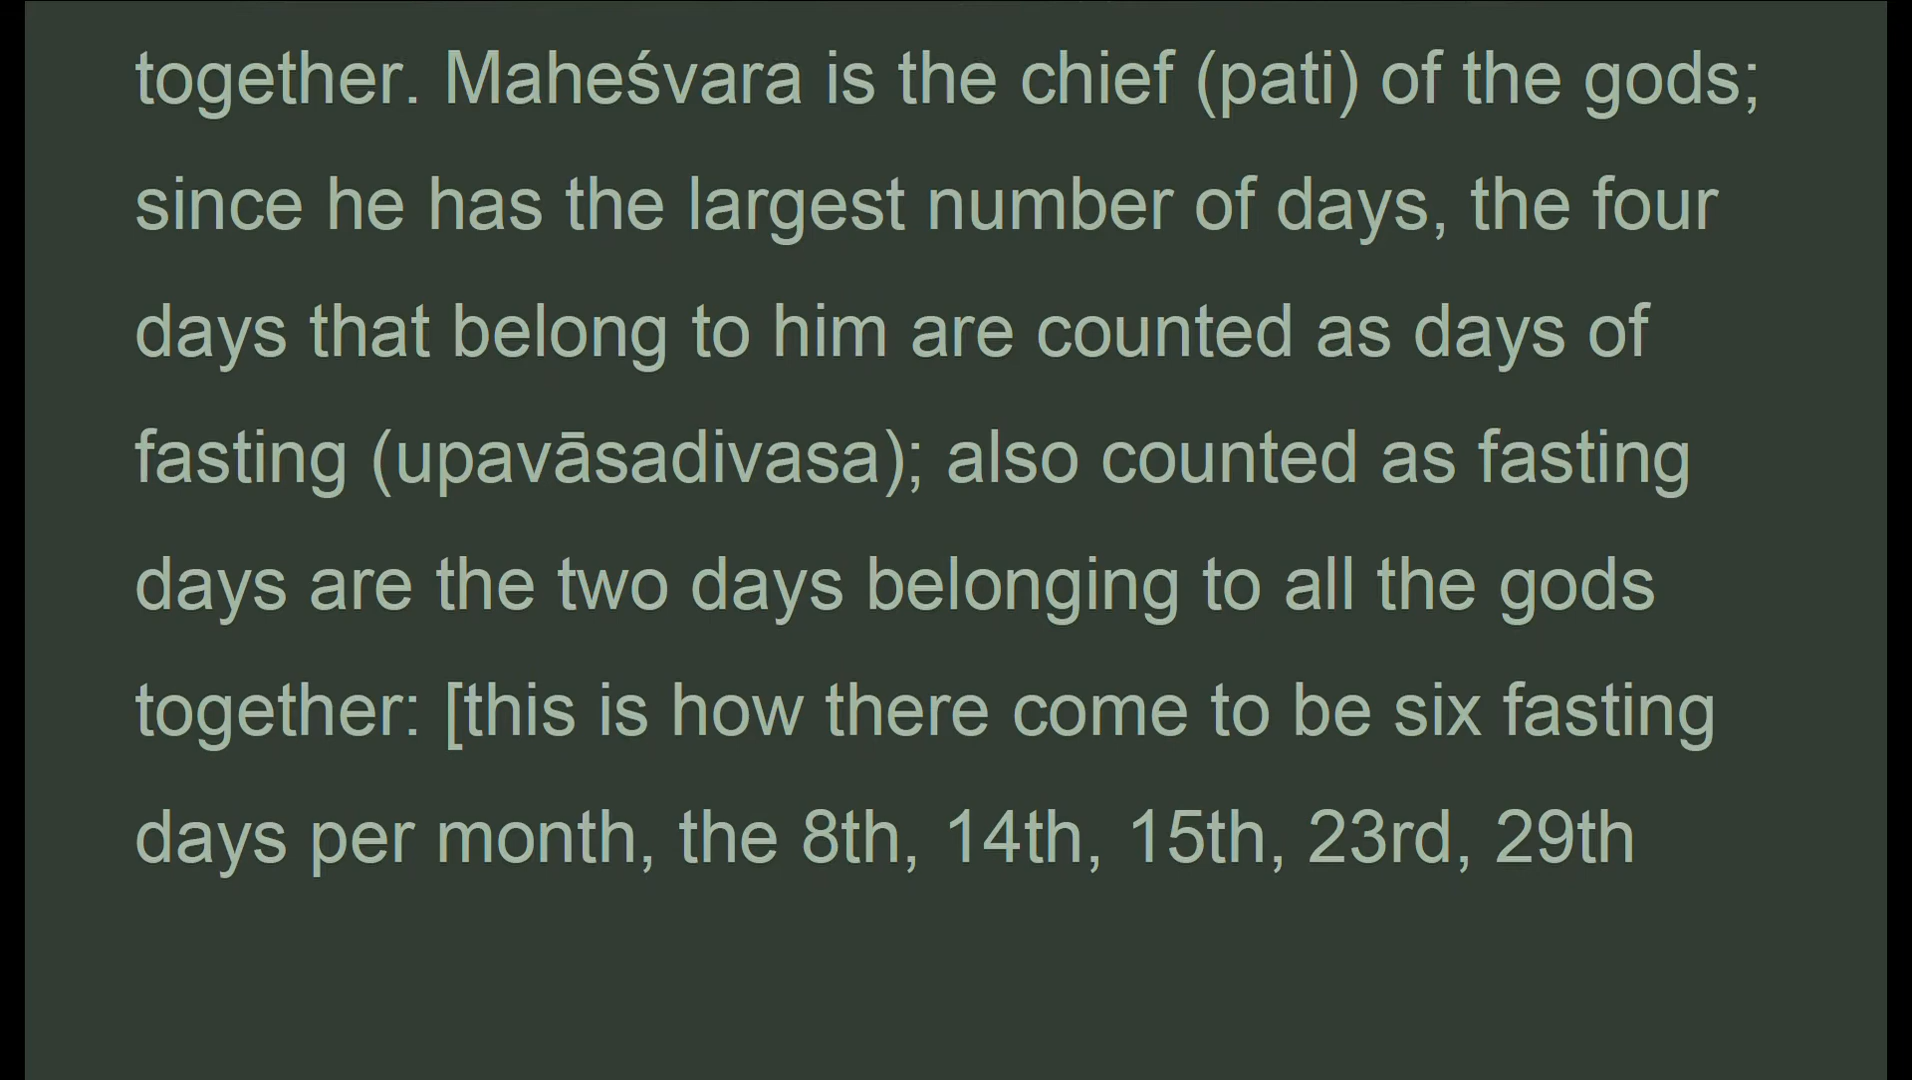 together. Maheśvara is the chief (pati) of the gods;
since he has the largest number of days, the four
days that belong to him are counted as days of
fasting (upavāsadivasa); also counted as fasting
days are the two days belonging to all the gods
together: [this is how there come to be six fasting
days per month, the 8th, 14th, 15th, 23rd, 29th